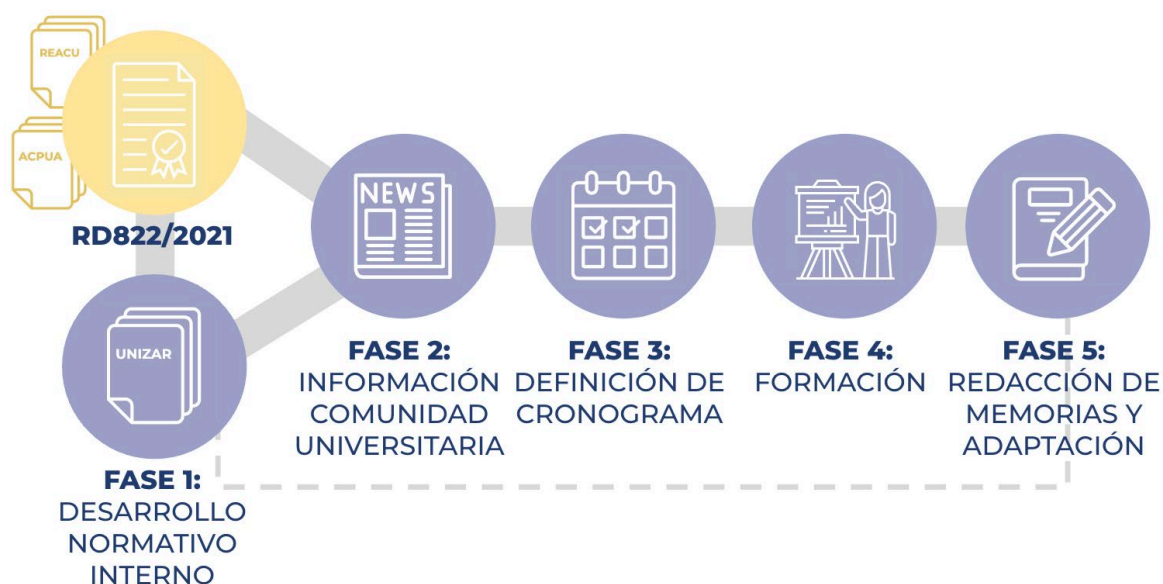 REACU
ACPUA
RD822/2021
UNIZAR
FASE 1:
DESARROLLO
NORMATIVO
INTERNO
NEWS
FASE 2:
INFORMACIÓN
COMUNIDAD
UNIVERSITARIA
FASE 3:
DEFINICIÓN DE
CRONOGRAMA
FASE 4:
FORMACIÓN
FASE 5:
REDACCIÓN DE
MEMORIAS Y
ADAPTACIÓN